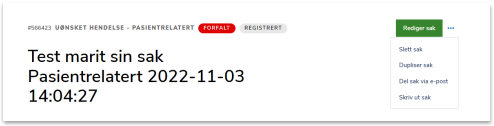 #566423 UØNSKET HENDELSE - PASIENTRELATERT FORFALT REGISTRERT
Rediger sak ...
Test marit sin sak
Pasientrelatert 2022-11-03
14:04:27
Slett sak
Dupliser sak
Del sak via e-post
Skriv ut sak